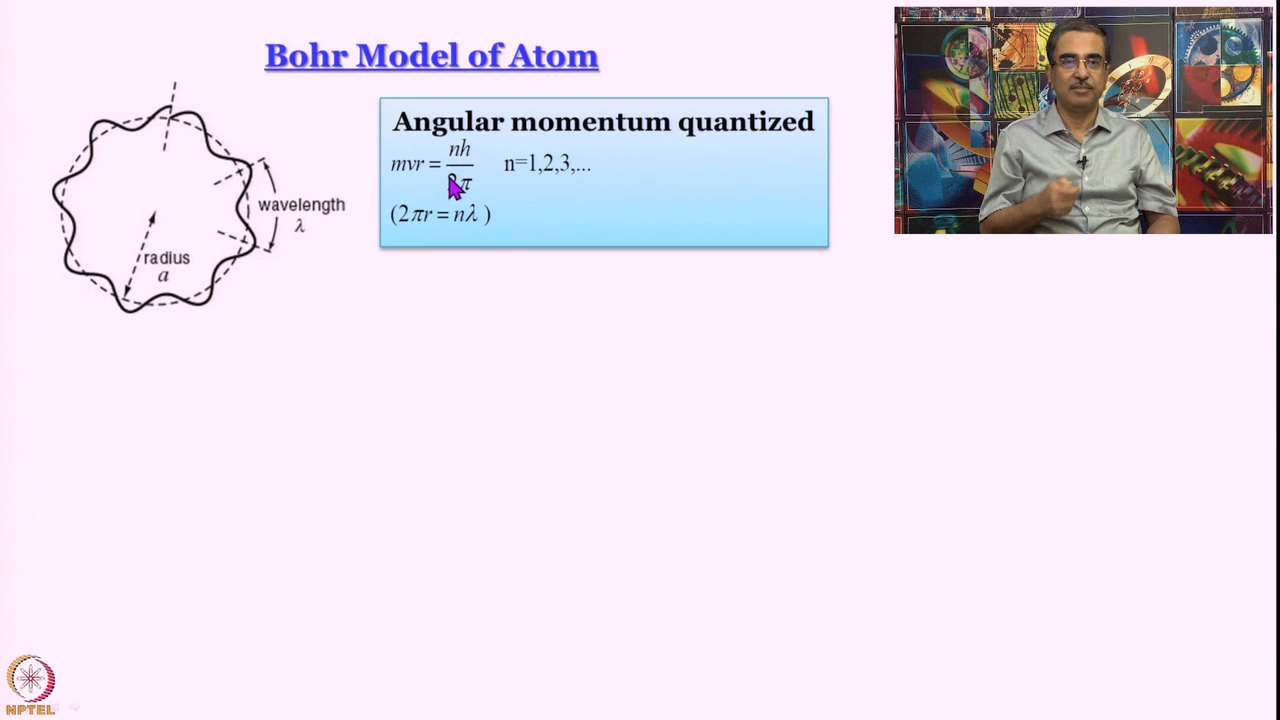 Bohr Model of Atom
Angular momentum quantized
mvr = nh / 2π n=1,2,3,...
(2πr = nλ )
wavelength
λ
radius
a
NPTEL